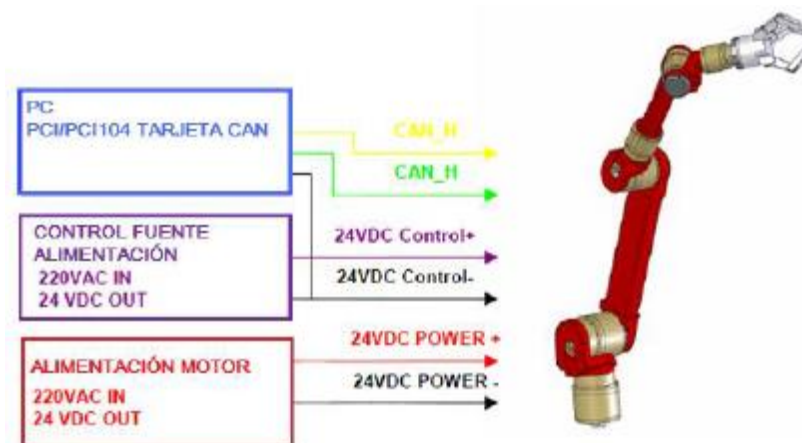 PC
PCI/PCI104 TARJETA CAN
CAN_H
CAN_H
CONTROL FUENTE
ALIMENTACIÓN
220VAC IN
24 VDC OUT
24VDC Control+
24VDC Control-
ALIMENTACIÓN MOTOR
220VAC IN
24 VDC OUT
24VDC POWER +
24VDC POWER -